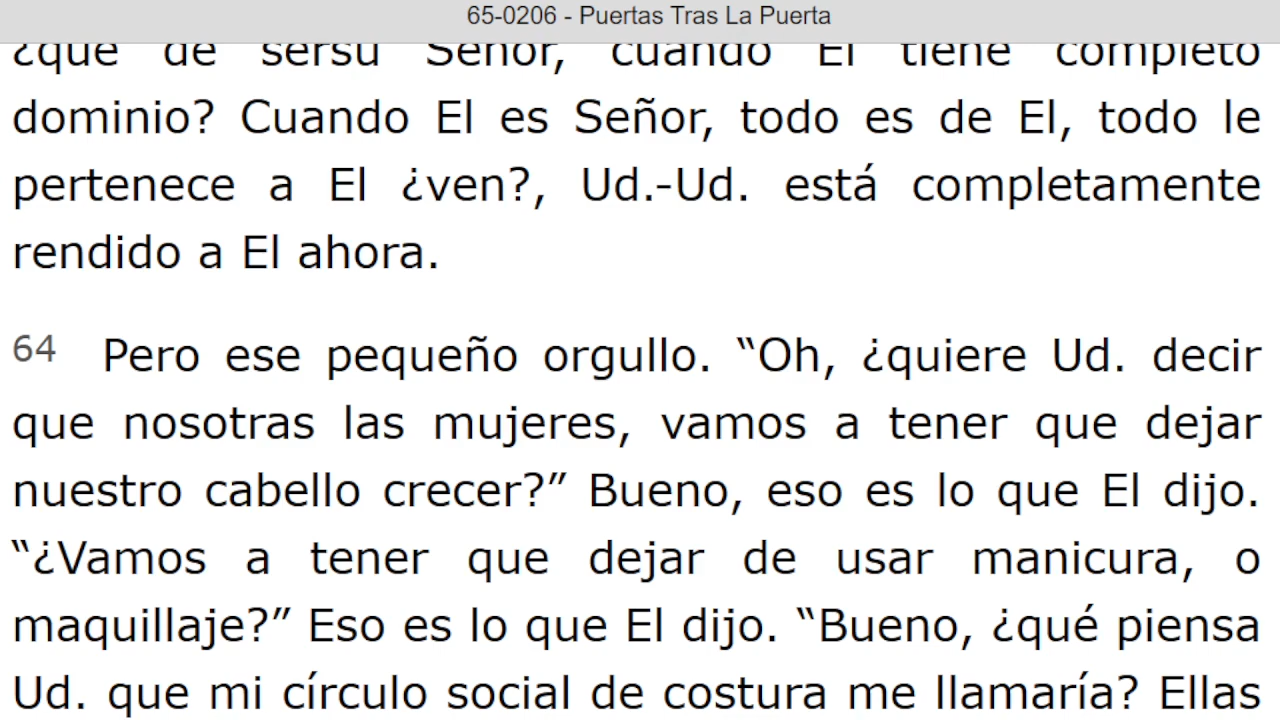 65-0206 - Puertas Tras La Puerta
¿qué de sersu Señor, cuando El tiene completo
dominio? Cuando El es Señor, todo es de El, todo le
pertenece a El ¿ven?, Ud.-Ud. está completamente
rendido a El ahora.
64 Pero ese pequeño orgullo. “Oh, ¿quiere Ud. decir
que nosotras las mujeres, vamos a tener que dejar
nuestro cabello crecer?” Bueno, eso es lo que El dijo.
“¿Vamos a tener que dejar de usar manicura, o
maquillaje?” Eso es lo que El dijo. “Bueno, ¿qué piensa
Ud. que mi círculo social de costura me llamaría? Ellas